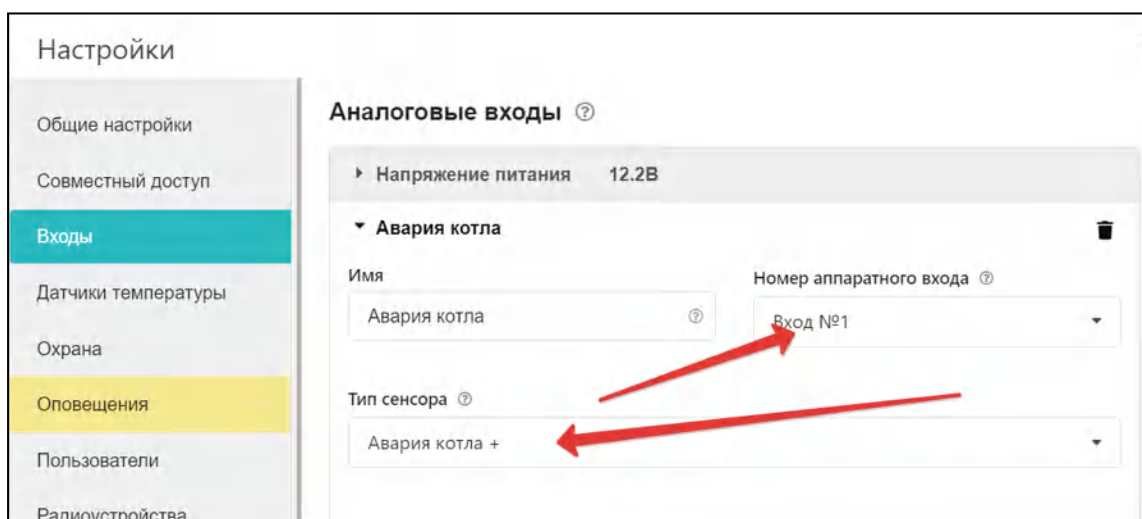 Настройки
Общие настройки
Совместный доступ
Входы
Датчики температуры
Охрана
Оповещения
Пользователи
Радиоустройства
Аналоговые входы ?
Напряжение питания 12.2В
Авария котла
Имя
Авария котла ?
Номер аппаратного входа ?
Вход №1
Тип сенсора ?
Авария котла +